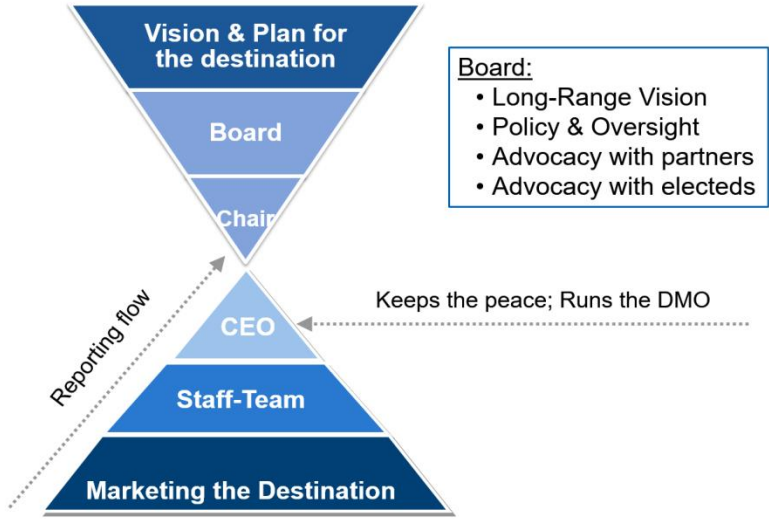 Vision & Plan for
the destination
Board
Chair
Board:
• Long-Range Vision
• Policy & Oversight
• Advocacy with partners
• Advocacy with electeds
Reporting flow
Keeps the peace; Runs the DMO
CEO
Staff-Team
Marketing the Destination